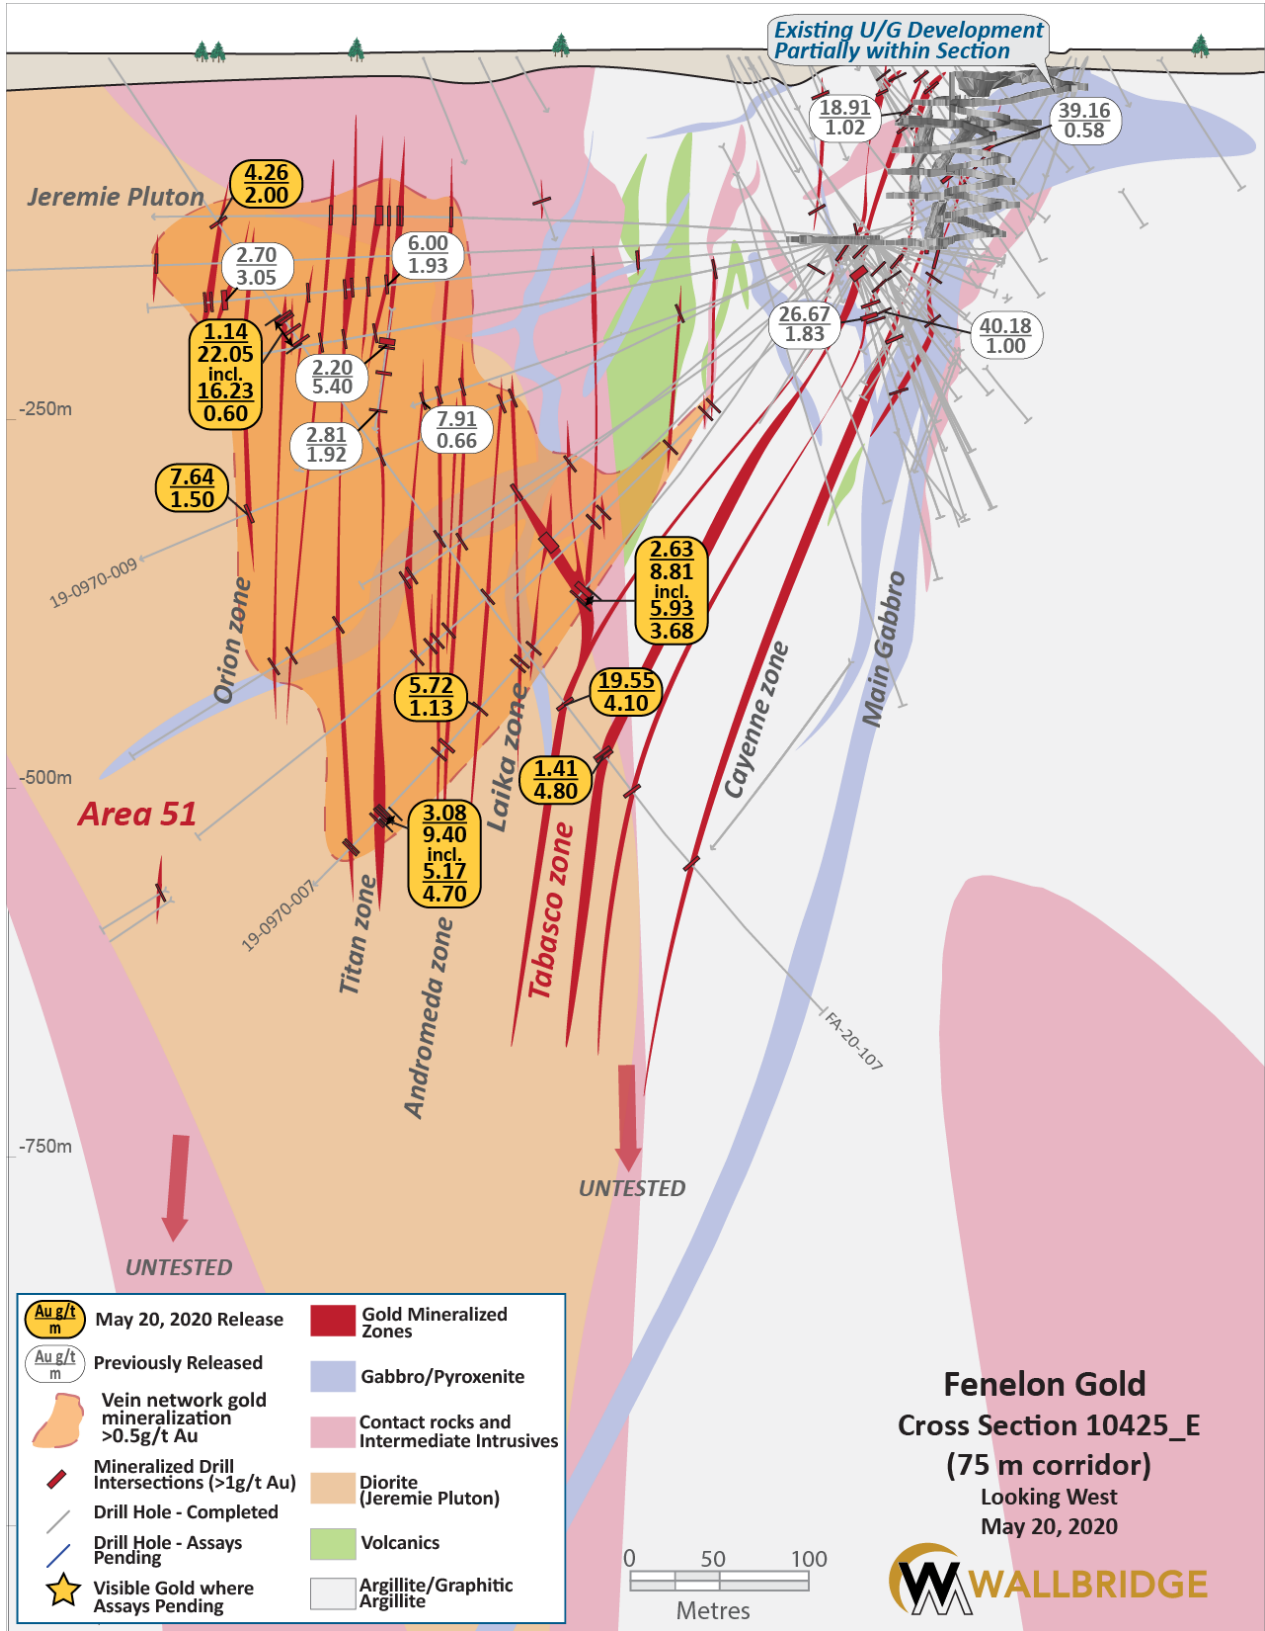 Existing U/G Development
Partially within Section
18.91
1.02
39.16
0.58
4.26
2.00
Jeremie Pluton
2.70
3.05
6.00
1.93
1.14
22.05
incl.
16.23
0.60
26.67
1.83
40.18
1.00
2.20
5.40
-250m
2.81
1.92
7.91
0.66
7.64
1.50
19-0970-009
2.63
8.81
incl.
5.93
3.68
Orion zone
5.72
1.13
19.55
4.10
Main Gabbro
Cayenne zone
Laika zone
-500m
1.41
4.80
Area 51
3.08
9.40
incl.
5.17
4.70
19-0970-007
Titan zone
Andromeda zone
Tabasco zone
FA-20-107
-750m
UNTESTED
UNTESTED
Au g/t
m
May 20, 2020 Release
Au g/t
m
Previously Released
Vein network gold
mineralization
>0.5g/t Au
Mineralized Drill
Intersections (>1g/t Au)
Drill Hole - Completed
Drill Hole - Assays
Pending
Visible Gold where
Assays Pending
Gold Mineralized
Zones
Gabbro/Pyroxenite
Contact rocks and
Intermediate Intrusives
Diorite
(Jeremie Pluton)
Volcanics
Argillite/Graphitic
Argillite
0 50 100
Metres
Fenelon Gold
Cross Section 10425_E
(75 m corridor)
Looking West
May 20, 2020
WALLBRIDGE